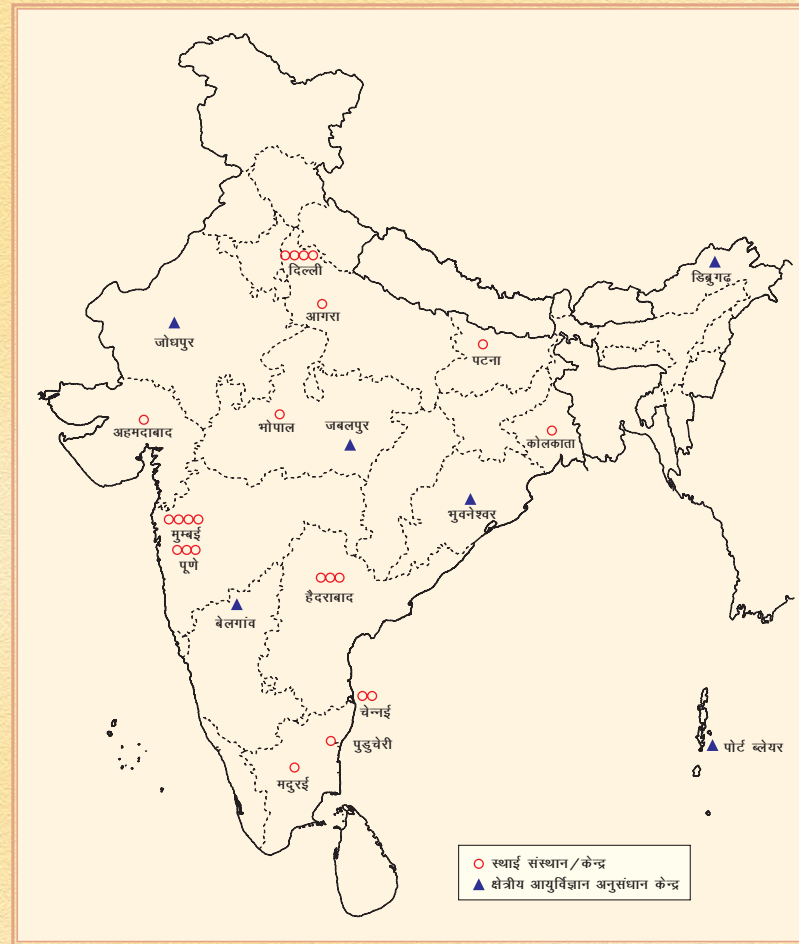 दिल्ली
डिब्रुगढ़
आगरा
जोधपुर
पटना
अहमदाबाद
भोपाल
जबलपुर
कोलकाता
भुवनेश्वर
मुम्बई
पूणे
हैदराबाद
बेलगांव
चेन्नई
पुडुचेरी
पोर्ट ब्लेयर
मदुरई
स्थाई संस्थान/केन्द्र
क्षेत्रीय आयुर्विज्ञान अनुसंधान केन्द्र